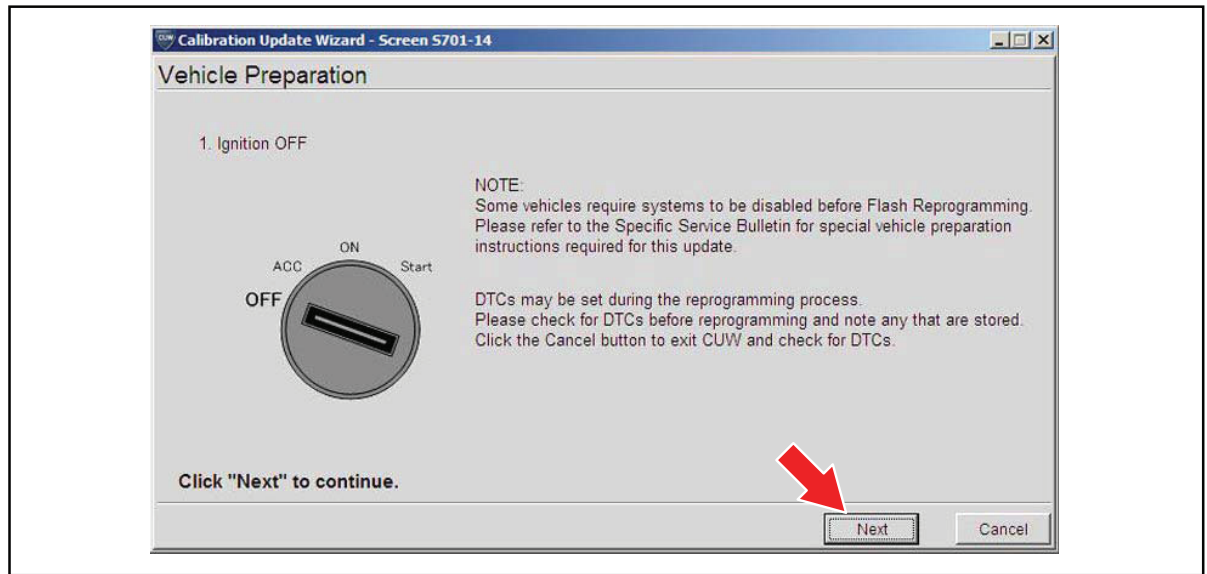 CUW Calibration Update Wizard - Screen S701-14
Vehicle Preparation
1. Ignition OFF
NOTE:
Some vehicles require systems to be disabled before Flash Reprogramming.
Please refer to the Specific Service Bulletin for special vehicle preparation
instructions required for this update.
ON
ACC
Start
OFF
DTCs may be set during the reprogramming process.
Please check for DTCs before reprogramming and note any that are stored.
Click the Cancel button to exit CUW and check for DTCs.
Click "Next" to continue.
Next
Cancel